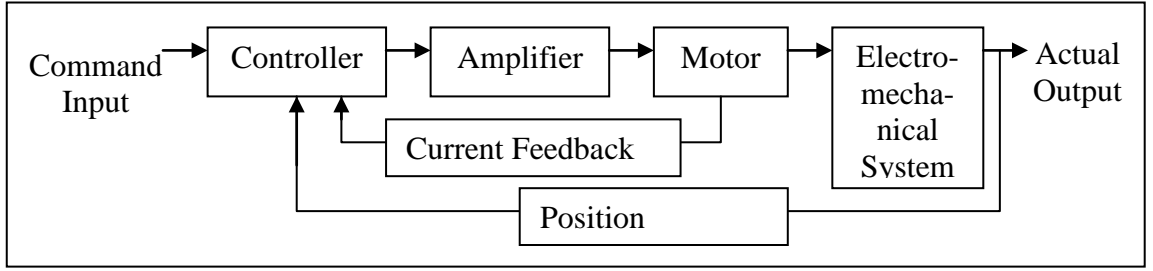 Command
Input
Controller
Amplifier
Motor
Electro-
mecha-
nical
System
Actual
Output
Current Feedback
Position